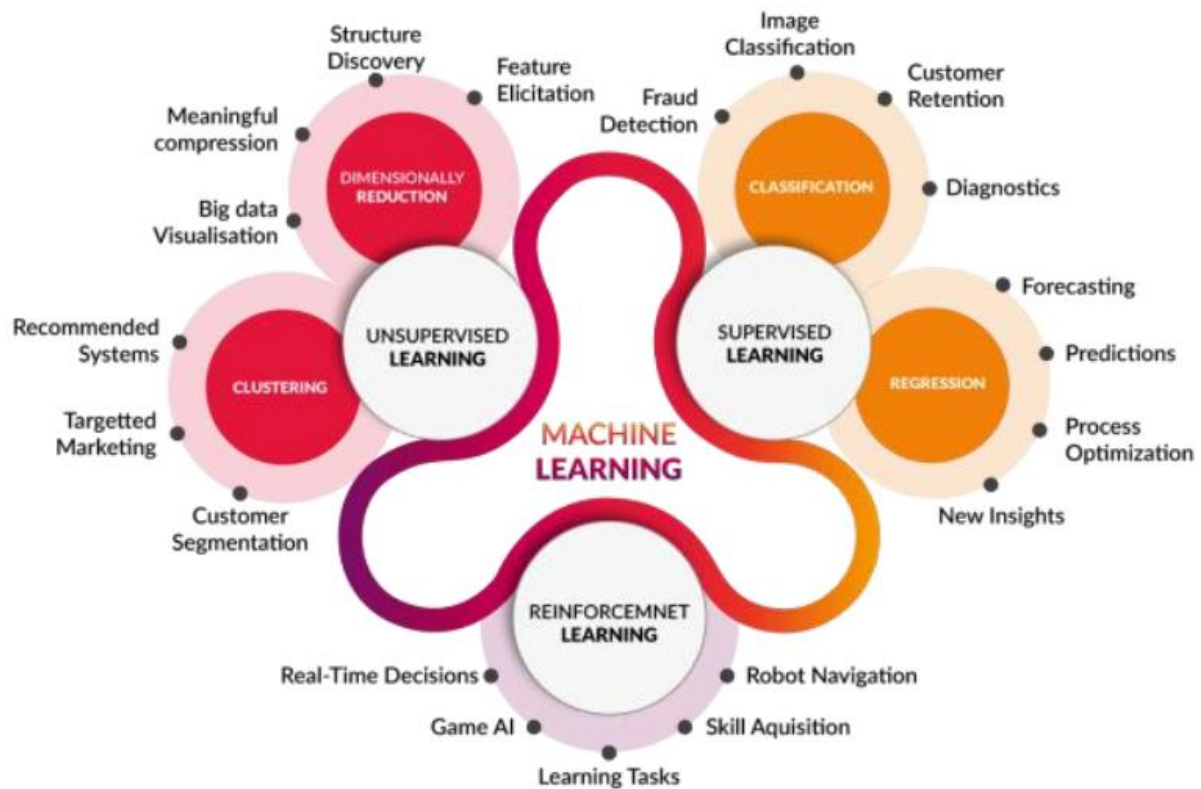 Structure
Discovery
Feature
Elicitation
Meaningful
compression
DIMENSIONALLY
REDUCTION
Big data
Visualisation
Recommended
Systems
CLUSTERING
Targetted
Marketing
Customer
Segmentation
UNSUPERVISED
LEARNING
Image
Classification
Customer
Retention
Fraud
Detection
CLASSIFICATION
Diagnostics
SUPERVISED
LEARNING
Forecasting
Predictions
REGRESSION
Process
Optimization
New Insights
MACHINE
LEARNING
REINFORCEMNET
LEARNING
Real-Time Decisions
Robot Navigation
Game AI
Skill Aquisition
Learning Tasks